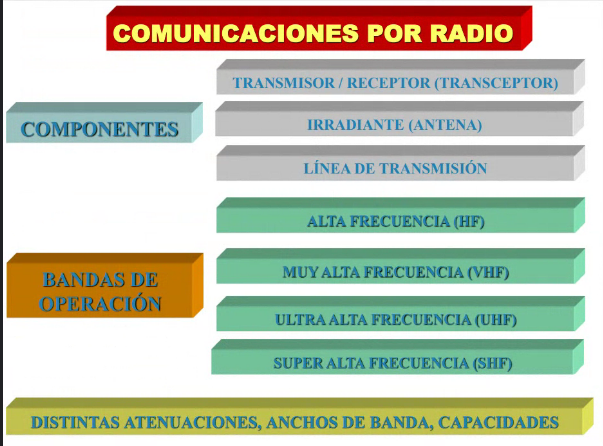 COMUNICACIONES POR RADIO
TRANSMISOR / RECEPTOR (TRANSCEPTOR)
COMPONENTES
IRRADIANTE (ANTENA)
LÍNEA DE TRANSMISIÓN
ALTA FRECUENCIA (HF)
BANDAS DE
OPERACIÓN
MUY ALTA FRECUENCIA (VHF)
ULTRA ALTA FRECUENCIA (UHF)
SUPER ALTA FRECUENCIA (SHF)
DISTINTAS ATENUACIONES, ANCHOS DE BANDA, CAPACIDADES